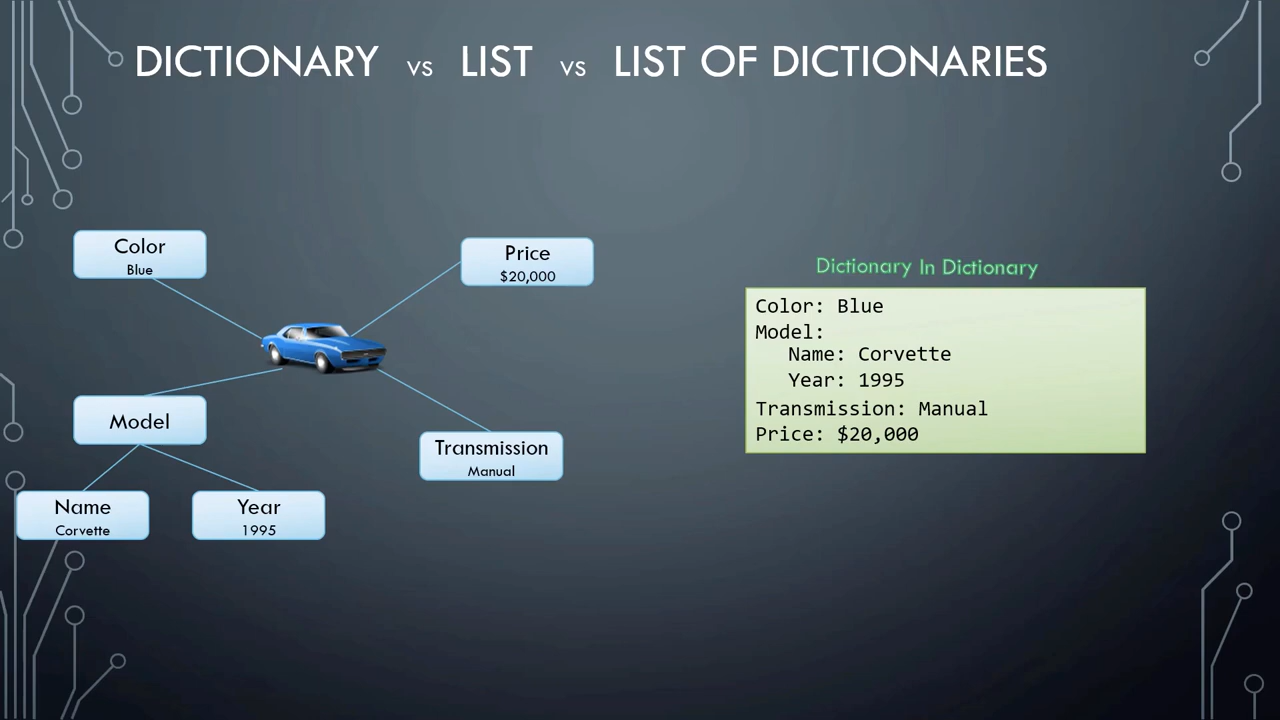 DICTIONARY vs LIST vs LIST OF DICTIONARIES
Color
Blue
Price
$20,000
Model
Transmission
Manual
Name
Corvette
Year
1995
Dictionary In Dictionary
Color: Blue
Model:
Name: Corvette
Year: 1995
Transmission: Manual
Price: $20,000